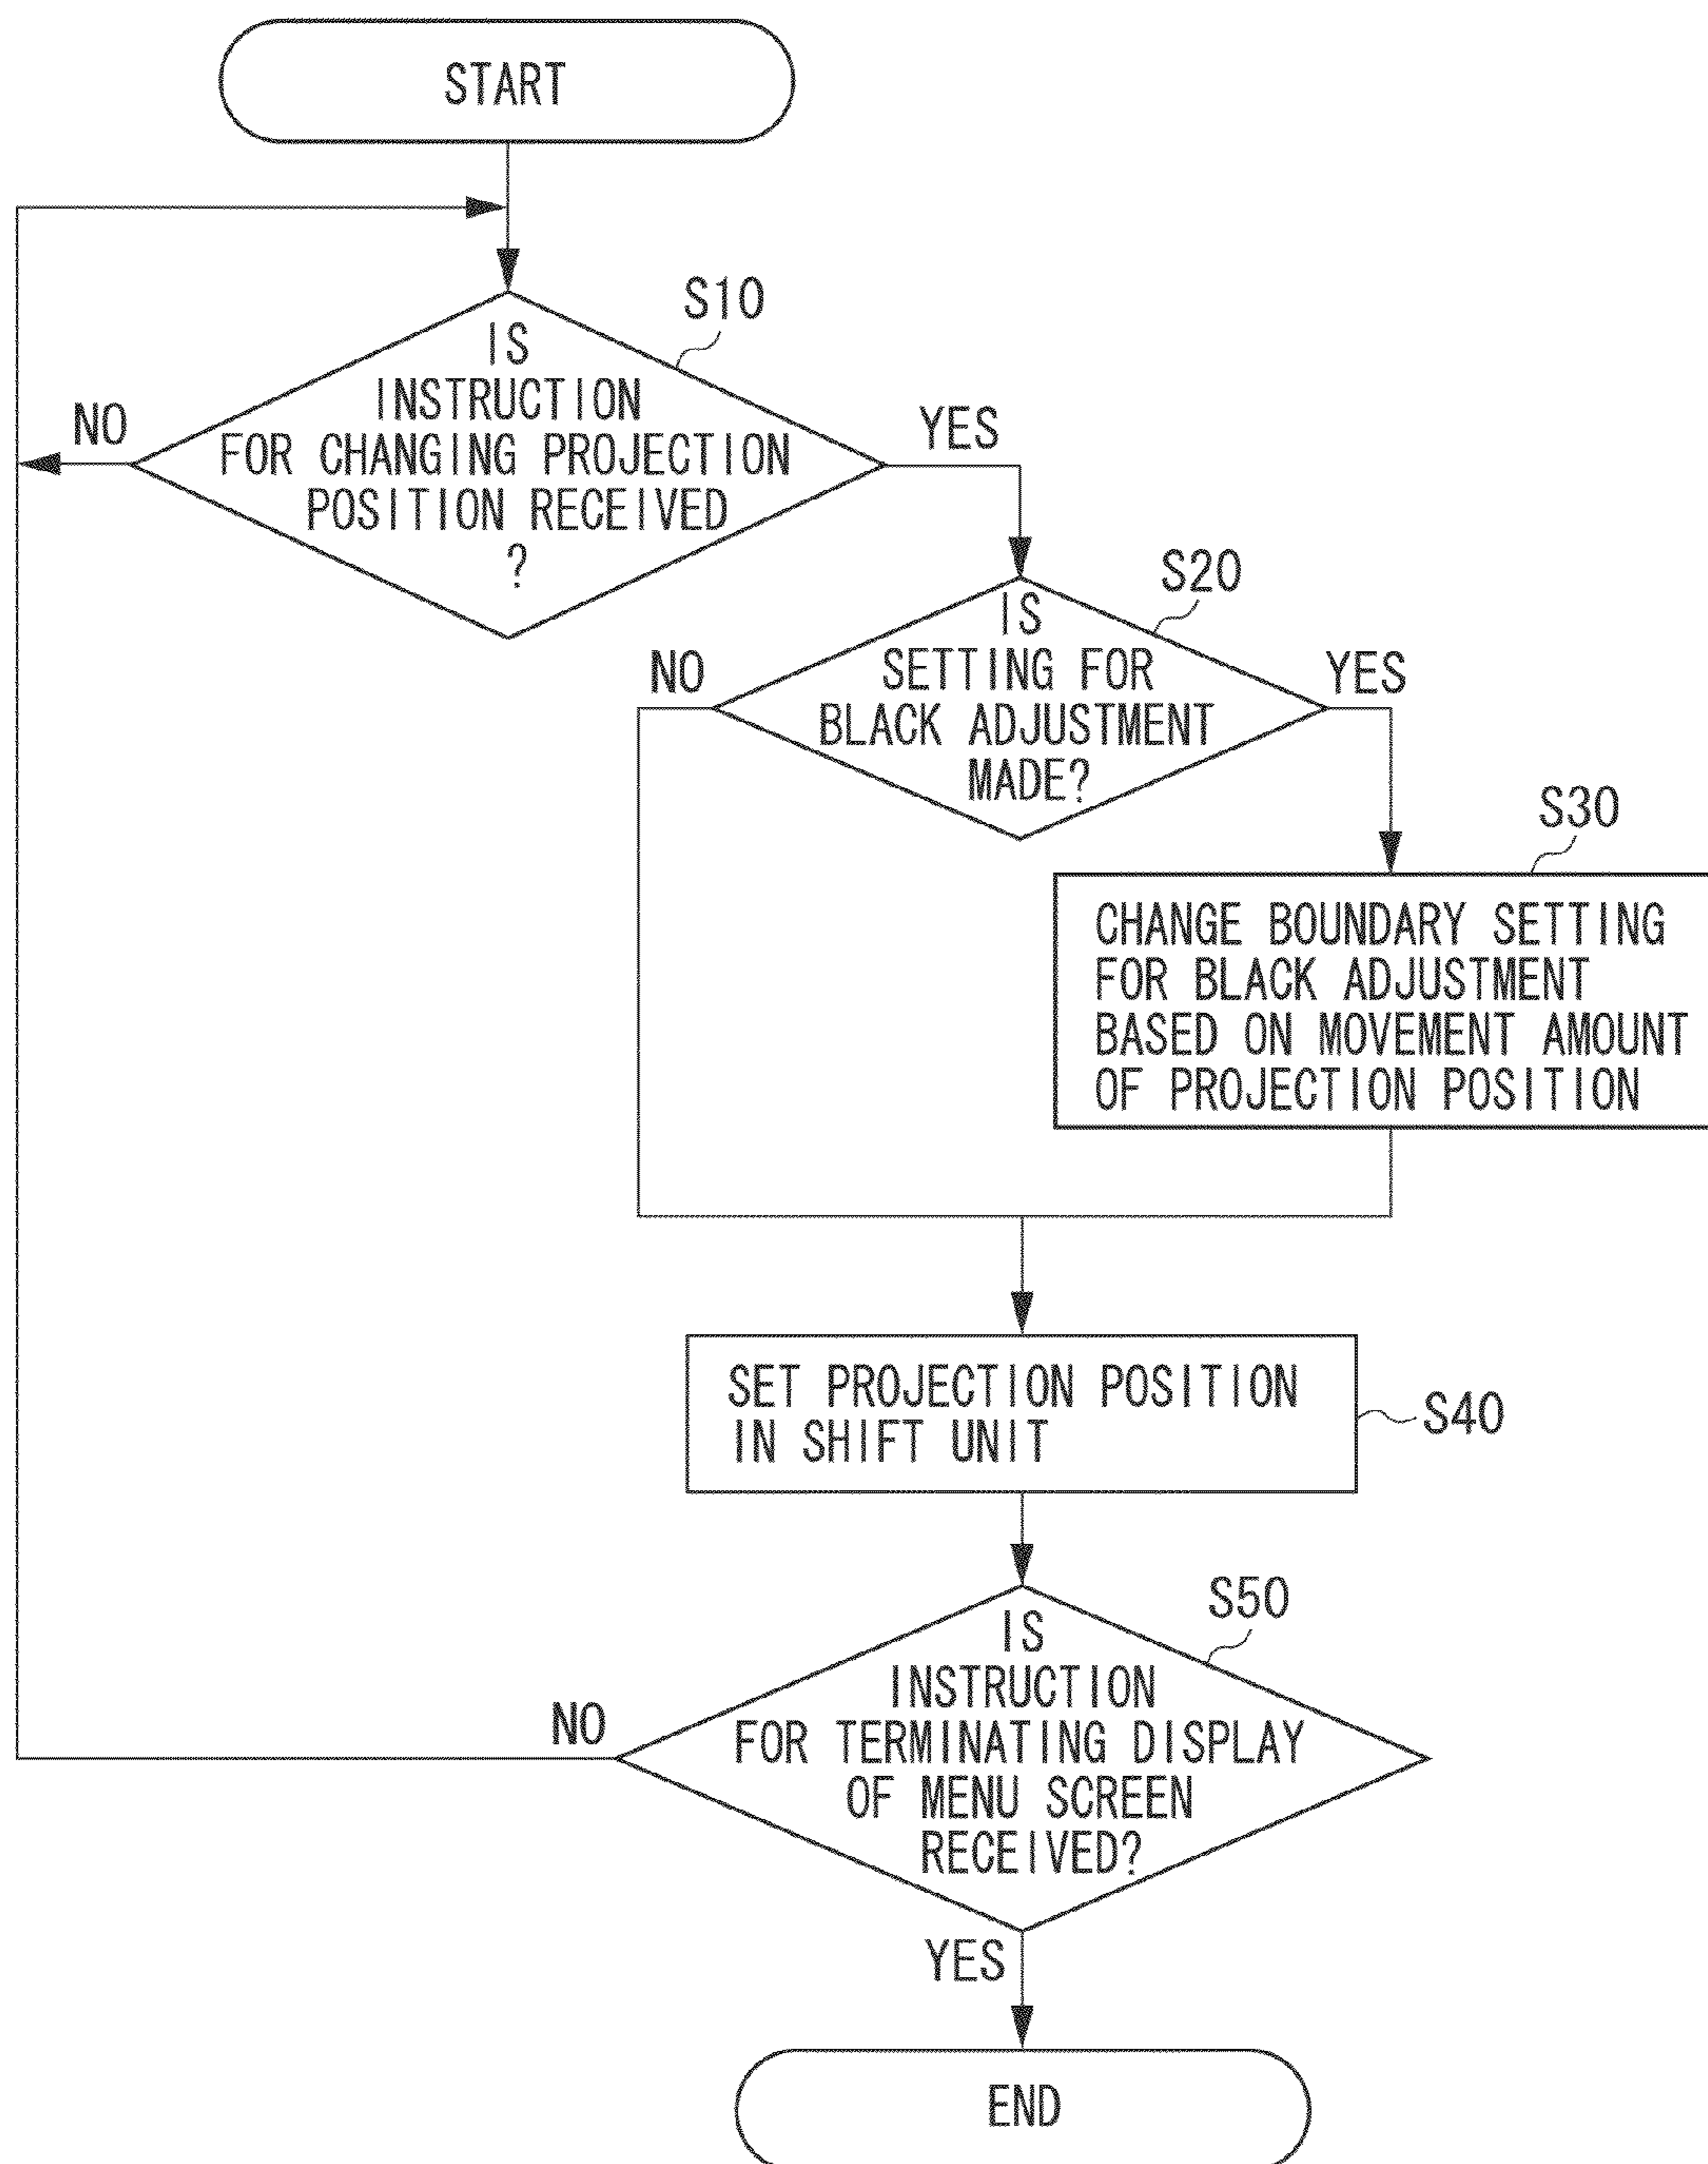 START
S10
IS
INSTRUCTION
FOR CHANGING PROJECTION
POSITION RECEIVED
?
NO
YES
S20
IS
SETTING FOR
BLACK ADJUSTMENT
MADE?
NO
YES
S30
CHANGE BOUNDARY SETTING
FOR BLACK ADJUSTMENT
BASED ON MOVEMENT AMOUNT
OF PROJECTION POSITION
SET PROJECTION POSITION
IN SHIFT UNIT
S40
S50
IS
INSTRUCTION
FOR TERMINATING DISPLAY
OF MENU SCREEN
RECEIVED?
NO
YES
END